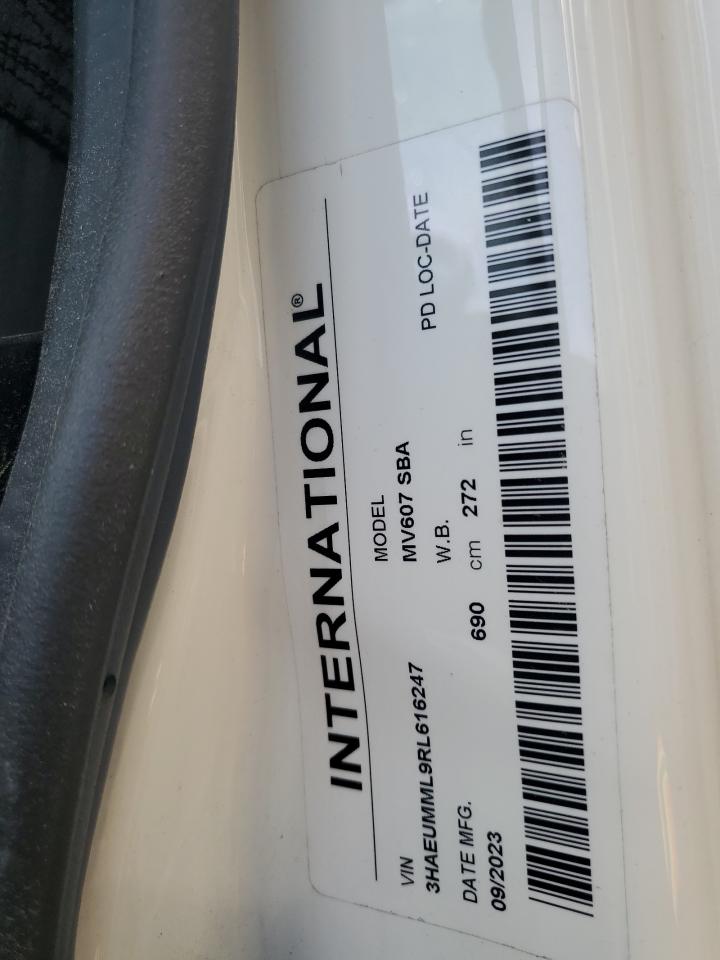 INTERNATIONAL®
VIN
3HAEUMML9RL616247
MODEL
MV607 SBA
DATE MFG.
09/2023
W.B.
690 cm 272 in
PD LOC-DATE